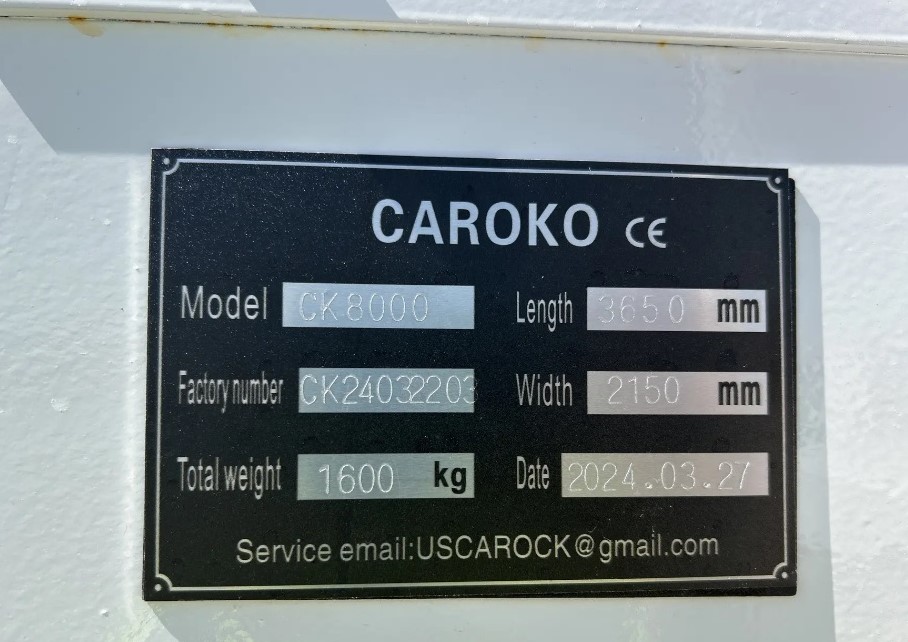 CAROKO CE
Model CK8000 Length 3650 mm
Factory number CK24032203 Width 2150 mm
Total weight 1600 kg Date 2024.03.27
Service email:USCAROCK@gmail.com